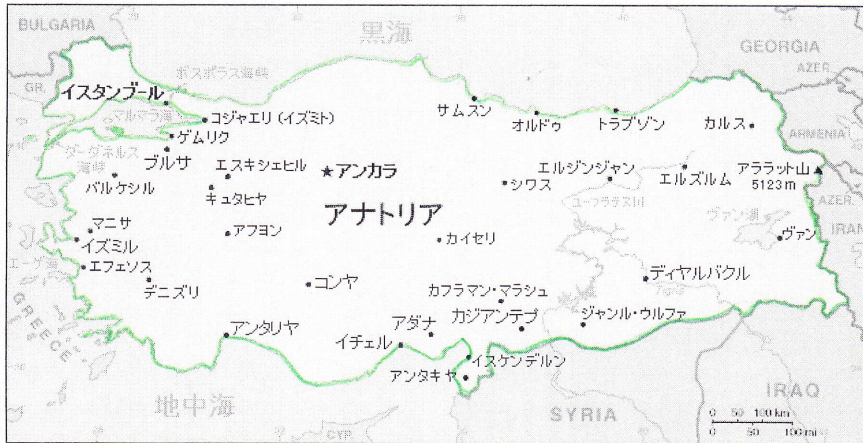 BULGARIA
黒海
GEORGIA
AZER.
GR.
ボスポラス海峡
イスタンブール
マルマラ海
コジャエリ (イズミト)
サムスン
オルドゥ
トラブゾン
カルス
ARMENIA
ゲムリク
ダーダネルス
海峡
ブルサ
エスキシェヒル
★アンカラ
エルジンジャン
エルズルム
アララット山
5123m
バルケシル
キュタヒヤ
シワス
アナトリア
ユーフラテス川
AZER.
マニサ
アフヨン
カイセリ
ヴァン湖
ヴァン
IRAN
イズミル
エーゲ海
エフェソス
デニズリ
コンヤ
ディヤルバクル
カフラマン・マラシュ
GREECE
アンタリヤ
イチェル
アダナ
カジアンテプ
ジャンル・ウルファ
イスケンデルン
アンタキヤ
地中海
CYP.
SYRIA
IRAQ
0 50 100 km
0 50 100 mi